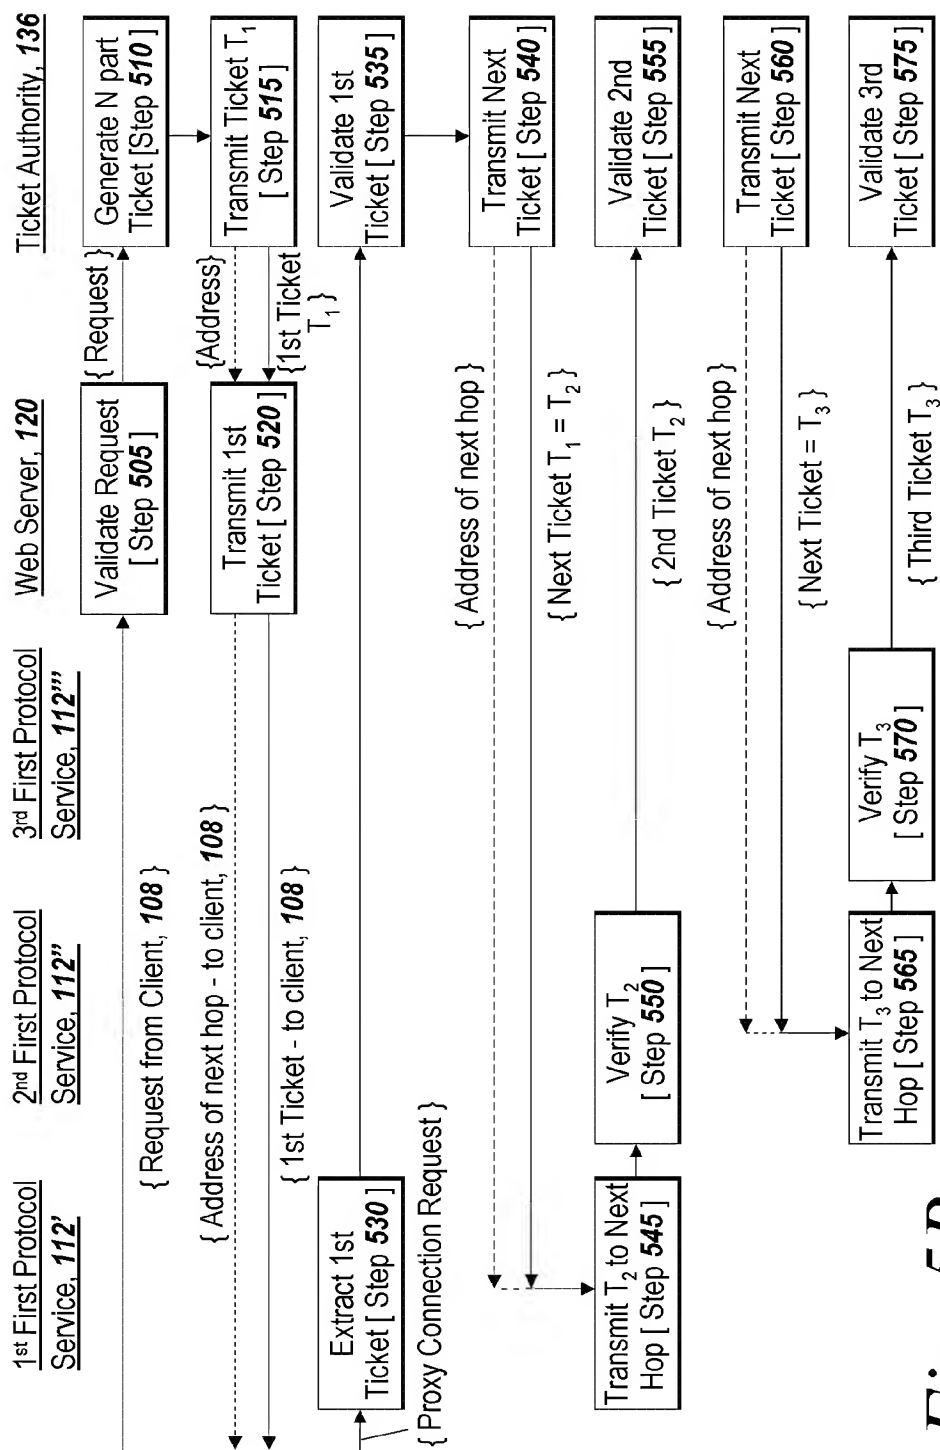 1st First Protocol
Service, 112'
2nd First Protocol
Service, 112"
3rd First Protocol
Service, 112'''
Web Server, 120
Ticket Authority, 136
{ Request from Client, 108 }
Validate Request
[ Step 505 ]
{ Request }
Generate N part
Ticket [Step 510 ]
{ Address of next hop - to client, 108 }
{ 1st Ticket - to client, 108 }
Transmit 1st
Ticket [ Step 520 ]
{Address}
{1st Ticket
T1 }
Transmit Ticket T1
[ Step 515 ]
{ Proxy Connection Request }
Extract 1st
Ticket [ Step 530 ]
Validate 1st
Ticket [ Step 535 ]
{ Address of next hop }
{ Next Ticket T1 = T2 }
Transmit Next
Ticket [ Step 540 ]
Transmit T2 to Next
Hop [ Step 545 ]
Verify T2
[ Step 550 ]
{ 2nd Ticket T2 }
Validate 2nd
Ticket [ Step 555 ]
{ Address of next hop }
{ Next Ticket = T3 }
Transmit Next
Ticket [ Step 560 ]
Transmit T3 to Next
Hop [ Step 565 ]
Verify T3
[ Step 570 ]
{ Third Ticket T3 }
Validate 3rd
Ticket [ Step 575 ]